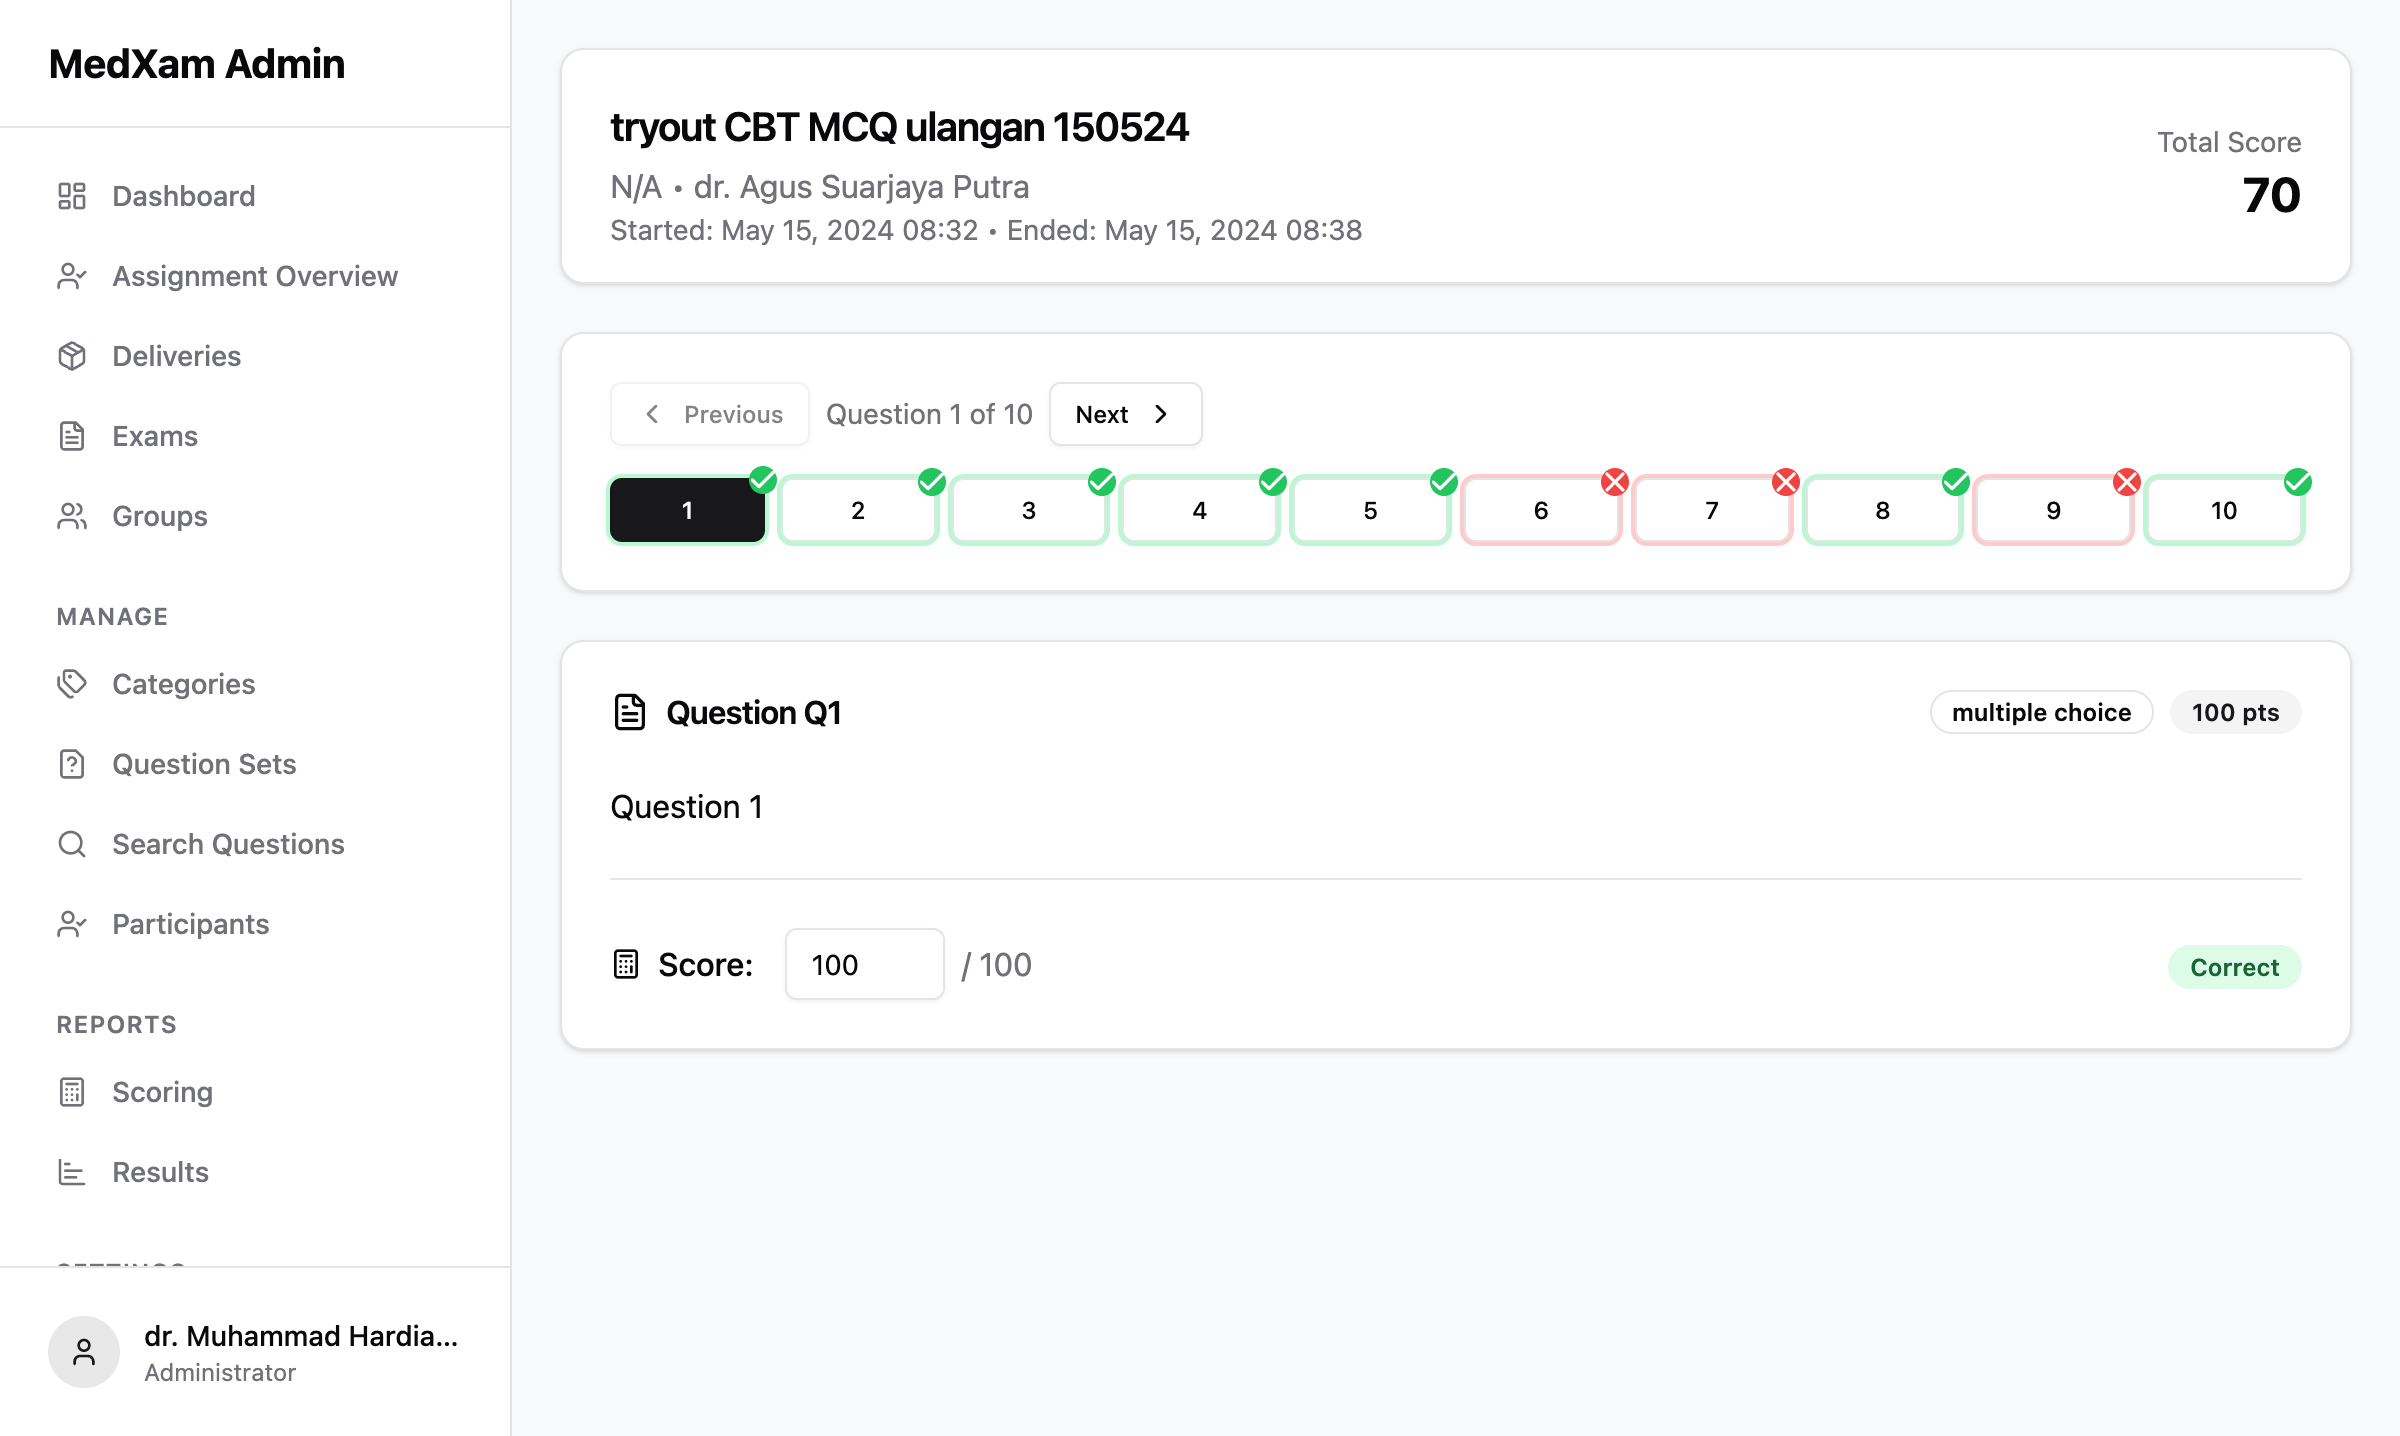 MedXam Admin
Dashboard
Assignment Overview
Deliveries
Exams
Groups
MANAGE
Categories
Question Sets
Search Questions
Participants
REPORTS
Scoring
Results
SETTINGS
dr. Muhammad Hardia...
Administrator
tryout CBT MCQ ulangan 150524
N/A • dr. Agus Suarjaya Putra
Started: May 15, 2024 08:32 • Ended: May 15, 2024 08:38
Total Score
70
Previous
Question 1 of 10
Next
1 2 3 4 5 6 7 8 9 10
Question Q1
multiple choice
100 pts
Question 1
Score:
100
/ 100
Correct